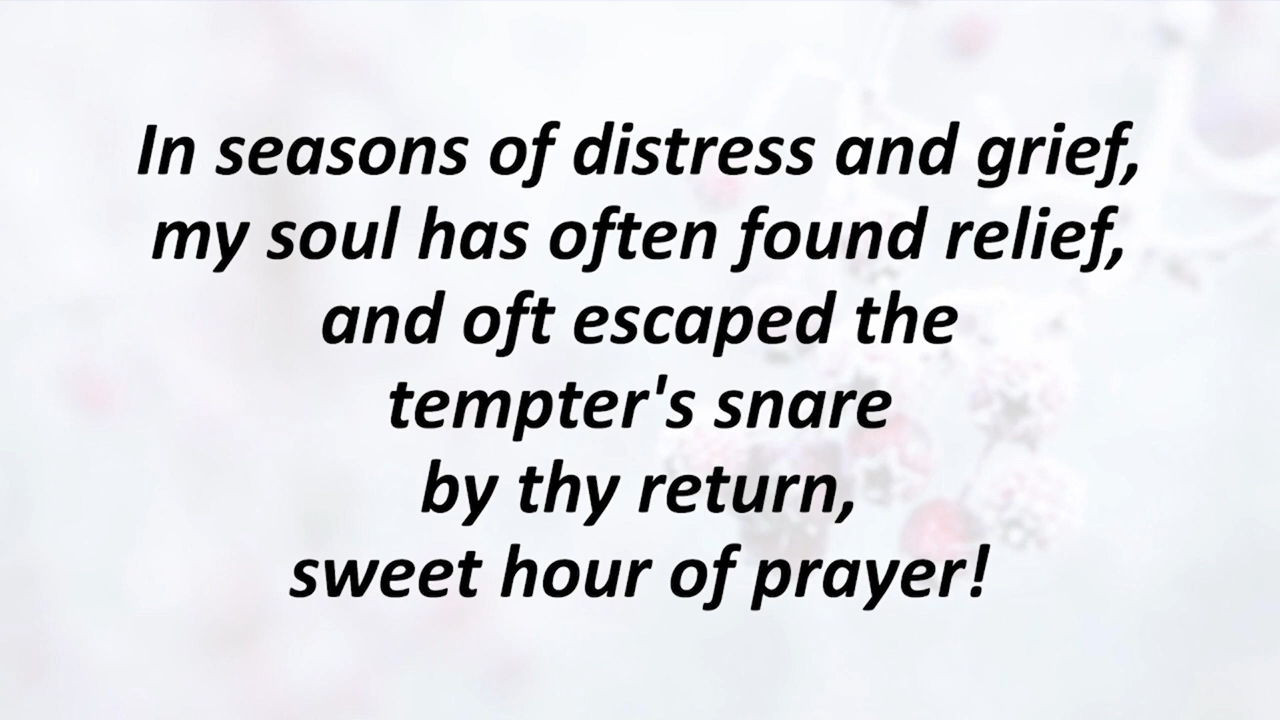 In seasons of distress and grief,
my soul has often found relief,
and oft escaped the
tempter's snare
by thy return,
sweet hour of prayer!